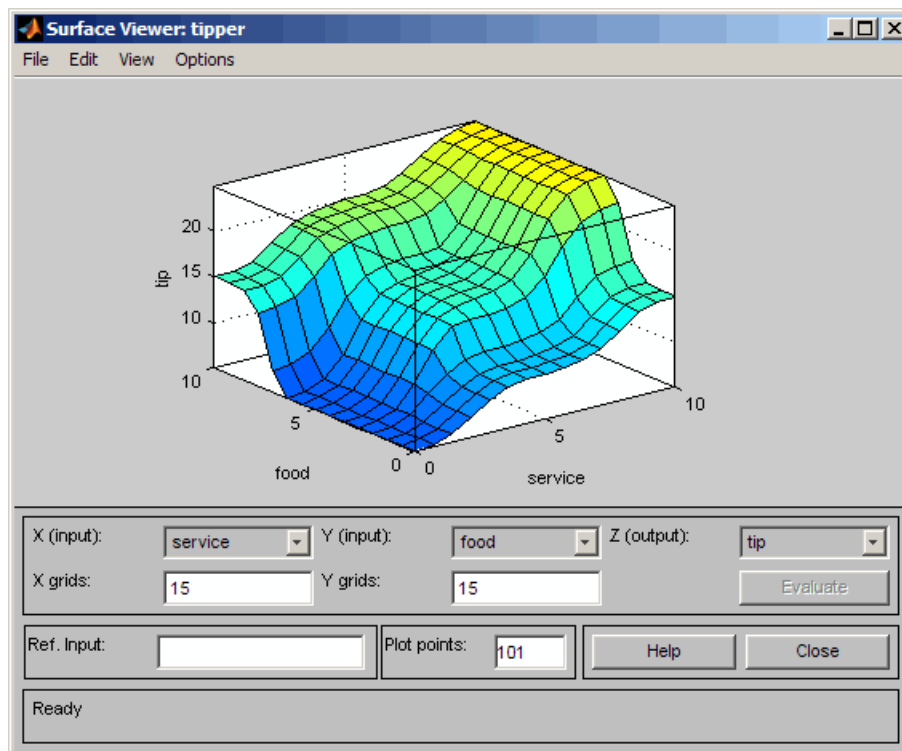 Surface Viewer: tipper
File Edit View Options
20
15
10
tip
10
5
0
food
0
5
10
service
X (input): service Y (input): food Z (output): tip
X grids: 15 Y grids: 15 Evaluate
Ref. Input: Plot points: 101 Help Close
Ready